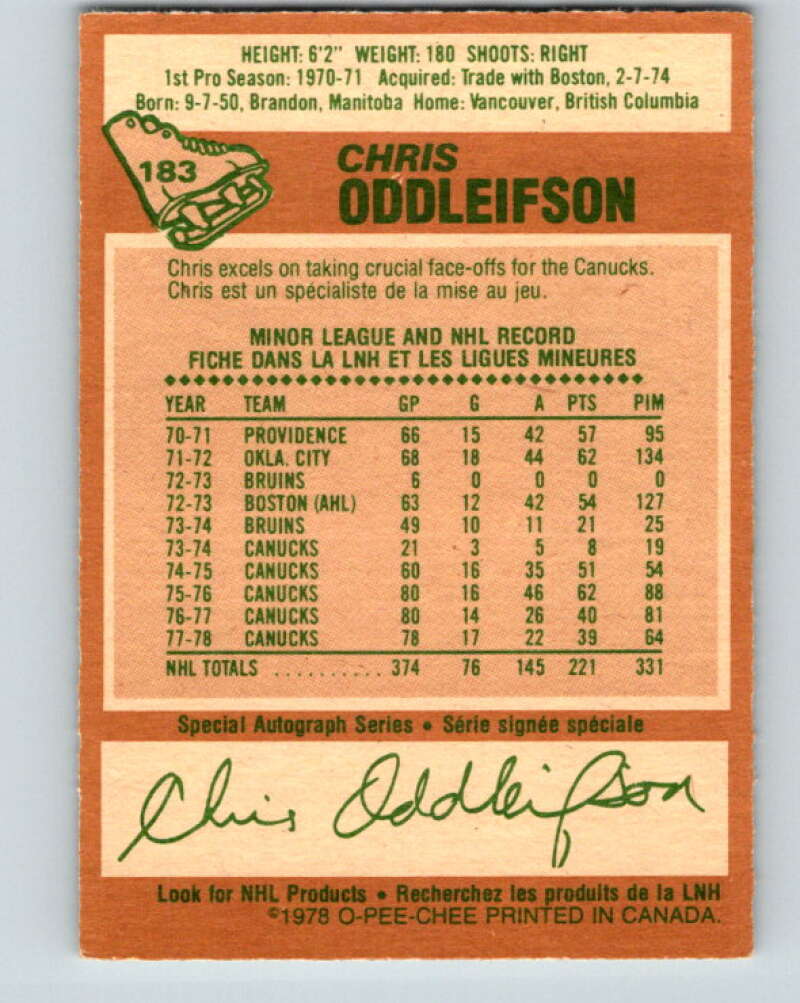 HEIGHT: 6'2" WEIGHT: 180 SHOOTS: RIGHT
1st Pro Season: 1970-71 Acquired: Trade with Boston, 2-7-74
Born: 9-7-50, Brandon, Manitoba Home: Vancouver, British Columbia
183
CHRIS
ODDLEIFSON
Chris excels on taking crucial face-offs for the Canucks.
Chris est un spécialiste de la mise au jeu.
MINOR LEAGUE AND NHL RECORD
FICHE DANS LA LNH ET LES LIGUES MINEURES
YEAR TEAM GP G A PTS PIM
70-71 PROVIDENCE 66 15 42 57 95
71-72 OKLA. CITY 68 18 44 62 134
72-73 BRUINS 6 0 0 0 0
72-73 BOSTON (AHL) 63 12 42 54 127
73-74 BRUINS 49 10 11 21 25
73-74 CANUCKS 21 3 5 8 19
74-75 CANUCKS 60 16 35 51 54
75-76 CANUCKS 80 16 46 62 88
76-77 CANUCKS 80 14 26 40 81
77-78 CANUCKS 78 17 22 39 64
NHL TOTALS .......... 374 76 145 221 331
Special Autograph Series • Série signée spéciale
Chris Oddleifson
Look for NHL Products • Recherchez les produits de la LNH
©1978 O-PEE-CHEE PRINTED IN CANADA.